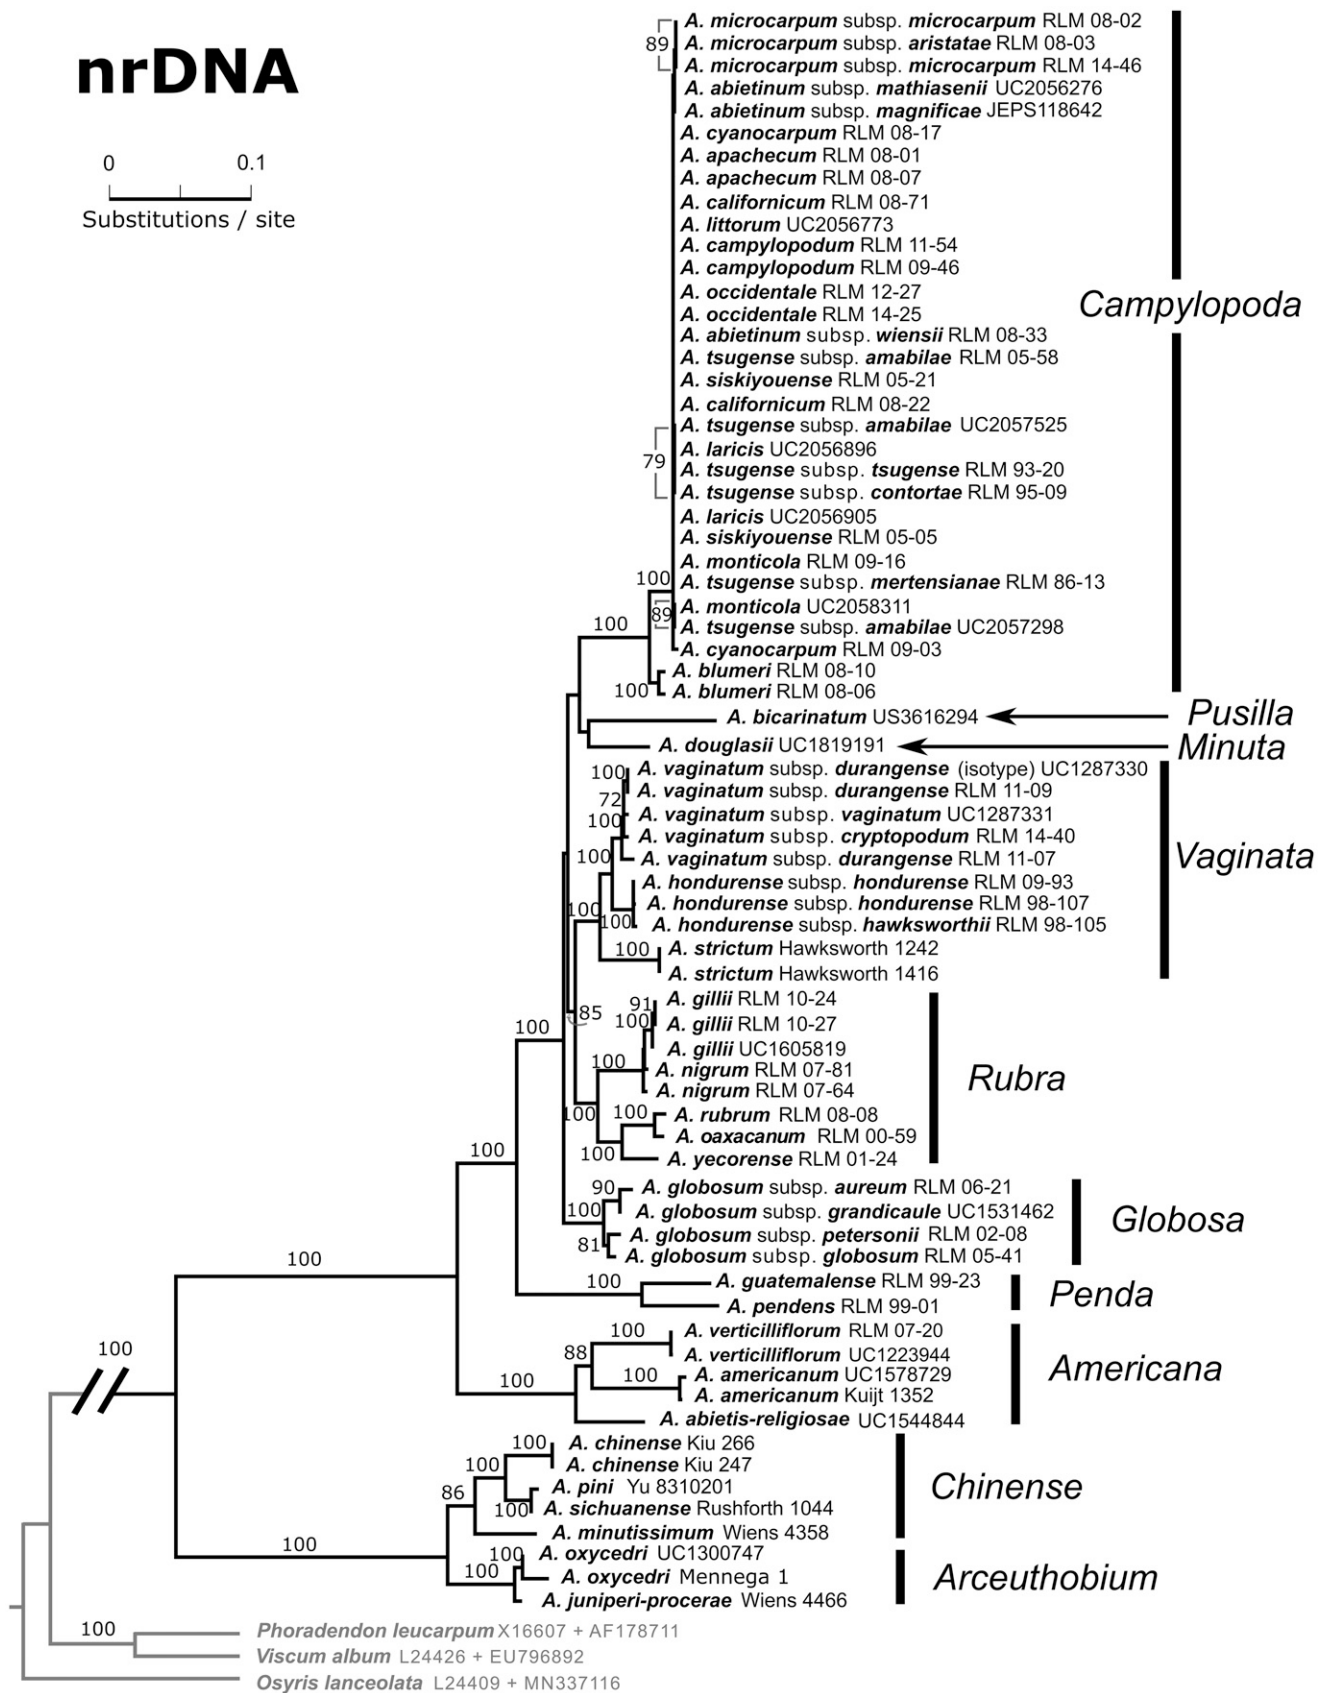 nrDNA
0 0.1
Substitutions / site
A. microcarpum subsp. microcarpum RLM 08-02
89
A. microcarpum subsp. aristatae RLM 08-03
A. microcarpum subsp. microcarpum RLM 14-46
A. abietinum subsp. mathiasenii UC2056276
A. abietinum subsp. magnificae JEPS118642
A. cyanocarpum RLM 08-17
A. apachecum RLM 08-01
A. apachecum RLM 08-07
A. californicum RLM 08-71
A. littorum UC2056773
A. campylopodum RLM 11-54
A. campylopodum RLM 09-46
A. occidentale RLM 12-27
Campylopoda
A. occidentale RLM 14-25
A. abietinum subsp. wiensii RLM 08-33
A. tsugense subsp. amabilae RLM 05-58
A. siskiyouense RLM 05-21
A. californicum RLM 08-22
A. tsugense subsp. amabilae UC2057525
A. laricis UC2056896
79
A. tsugense subsp. tsugense RLM 93-20
A. tsugense subsp. contortae RLM 95-09
A. laricis UC2056905
A. siskiyouense RLM 05-05
A. monticola RLM 09-16
100
A. tsugense subsp. mertensianae RLM 86-13
A. monticola UC2058311
89
100
A. tsugense subsp. amabilae UC2057298
A. cyanocarpum RLM 09-03
A. blumeri RLM 08-10
100
A. blumeri RLM 08-06
A. bicarinatum US3616294
Pusilla
A. douglasii UC1819191
Minuta
100
A. vaginatum subsp. durangense (isotype) UC1287330
A. vaginatum subsp. durangense RLM 11-09
72
A. vaginatum subsp. vaginatum UC1287331
100
A. vaginatum subsp. cryptopodum RLM 14-40
100
A. vaginatum subsp. durangense RLM 11-07
Vaginata
A. hondurense subsp. hondurense RLM 09-93
A. hondurense subsp. hondurense RLM 98-107
100
100
A. hondurense subsp. hawksworthii RLM 98-105
100
A. strictum Hawksworth 1242
A. strictum Hawksworth 1416
91
A. gillii RLM 10-24
85
100
A. gillii RLM 10-27
100
A. gillii UC1605819
100
A. nigrum RLM 07-81
Rubra
A. nigrum RLM 07-64
100
100
A. rubrum RLM 08-08
A. oaxacanum RLM 00-59
100
100
A. yecorense RLM 01-24
90
A. globosum subsp. aureum RLM 06-21
100
A. globosum subsp. grandicaule UC1531462
Globosa
A. globosum subsp. petersonii RLM 02-08
81
A. globosum subsp. globosum RLM 05-41
100
100
A. guatemalense RLM 99-23
Penda
A. pendens RLM 99-01
100
A. verticilliflorum RLM 07-20
100
88
A. verticilliflorum UC1223944
100
100
A. americanum UC1578729
Americana
A. americanum Kuijt 1352
A. abietis-religiosae UC1544844
100
A. chinense Kiu 266
100
A. chinense Kiu 247
86
A. pini Yu 8310201
Chinense
100
A. sichuanense Rushforth 1044
A. minutissimum Wiens 4358
100
100
A. oxycedri UC1300747
100
A. oxycedri Mennega 1
Arceuthobium
A. juniperi-procerae Wiens 4466
100
Phoradendon leucarpum X16607 + AF178711
Viscum album L24426 + EU796892
Osyris lanceolata L24409 + MN337116